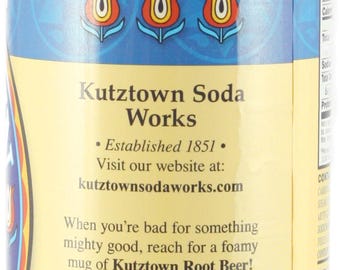 Kutztown Soda
Works
• Established 1851 •
Visit our website at:
kutztownsodaworks.com
When you're bad for something
mighty good, reach for a foamy
mug of Kutztown Root Beer!